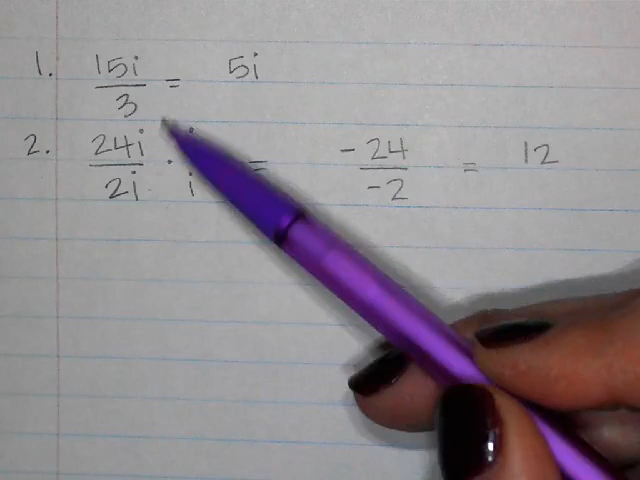 1. 15i/3 = 5i
2. 24i/2i · i/i = -24/-2 = 12